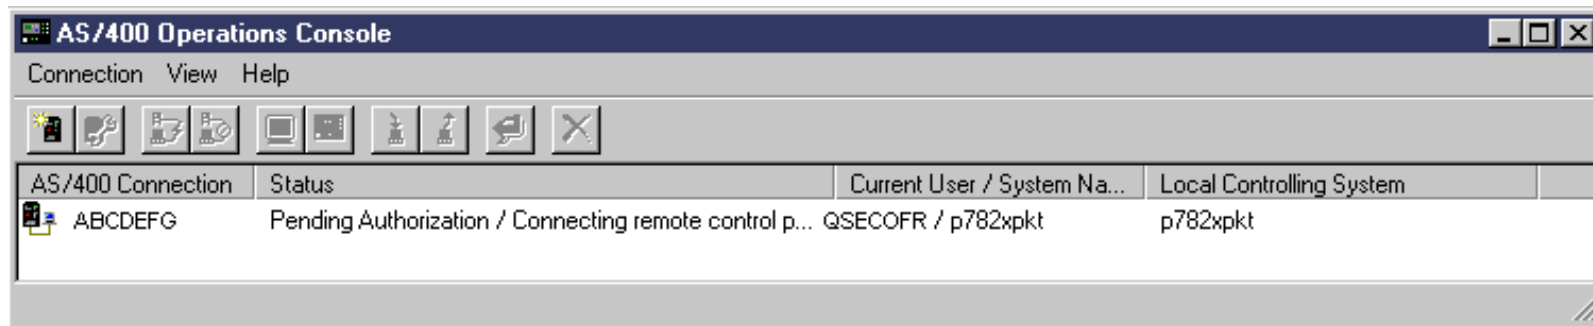 AS/400 Operations Console
Connection View Help
AS/400 Connection Status Current User / System Na... Local Controlling System
ABCDEFG Pending Authorization / Connecting remote control p... QSECOFR / p782xpkt p782xpkt